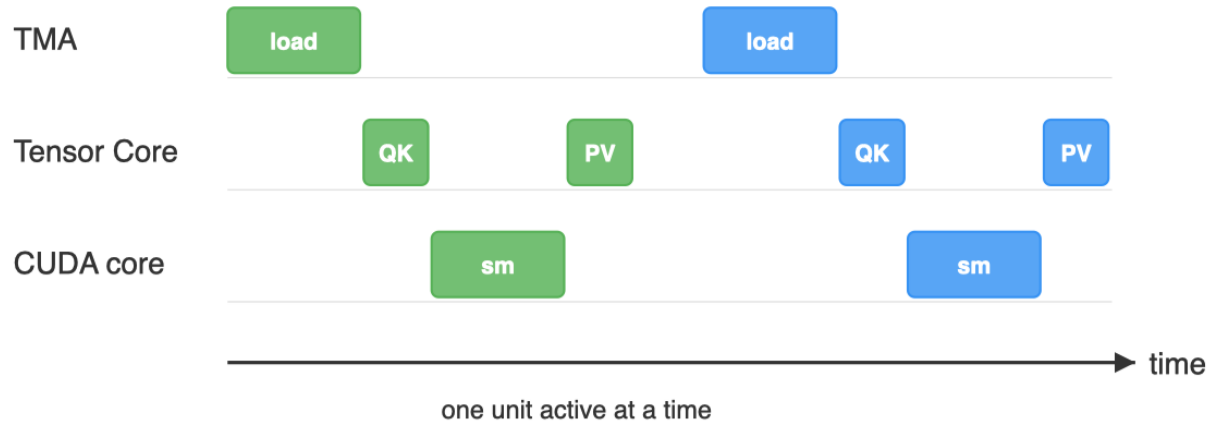 TMA
load
load
Tensor Core
QK
PV
QK
PV
CUDA core
sm
sm
time
one unit active at a time